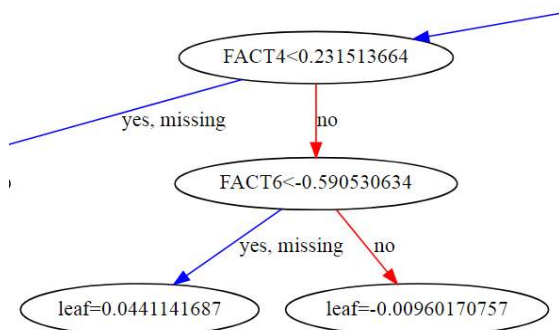 FACT4<0.231513664
yes, missing
no
FACT6<-0.590530634
yes, missing
no
leaf=0.0441141687
leaf=-0.00960170757